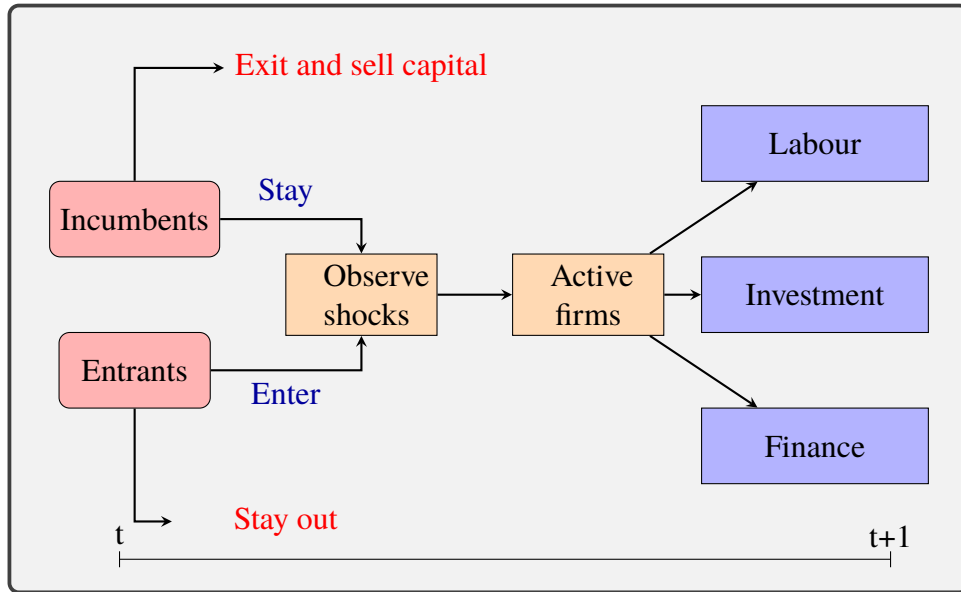 Exit and sell capital
Labour
Stay
Incumbents
Observe
shocks
Active
firms
Investment
Entrants
Enter
Finance
Stay out
t
t+1